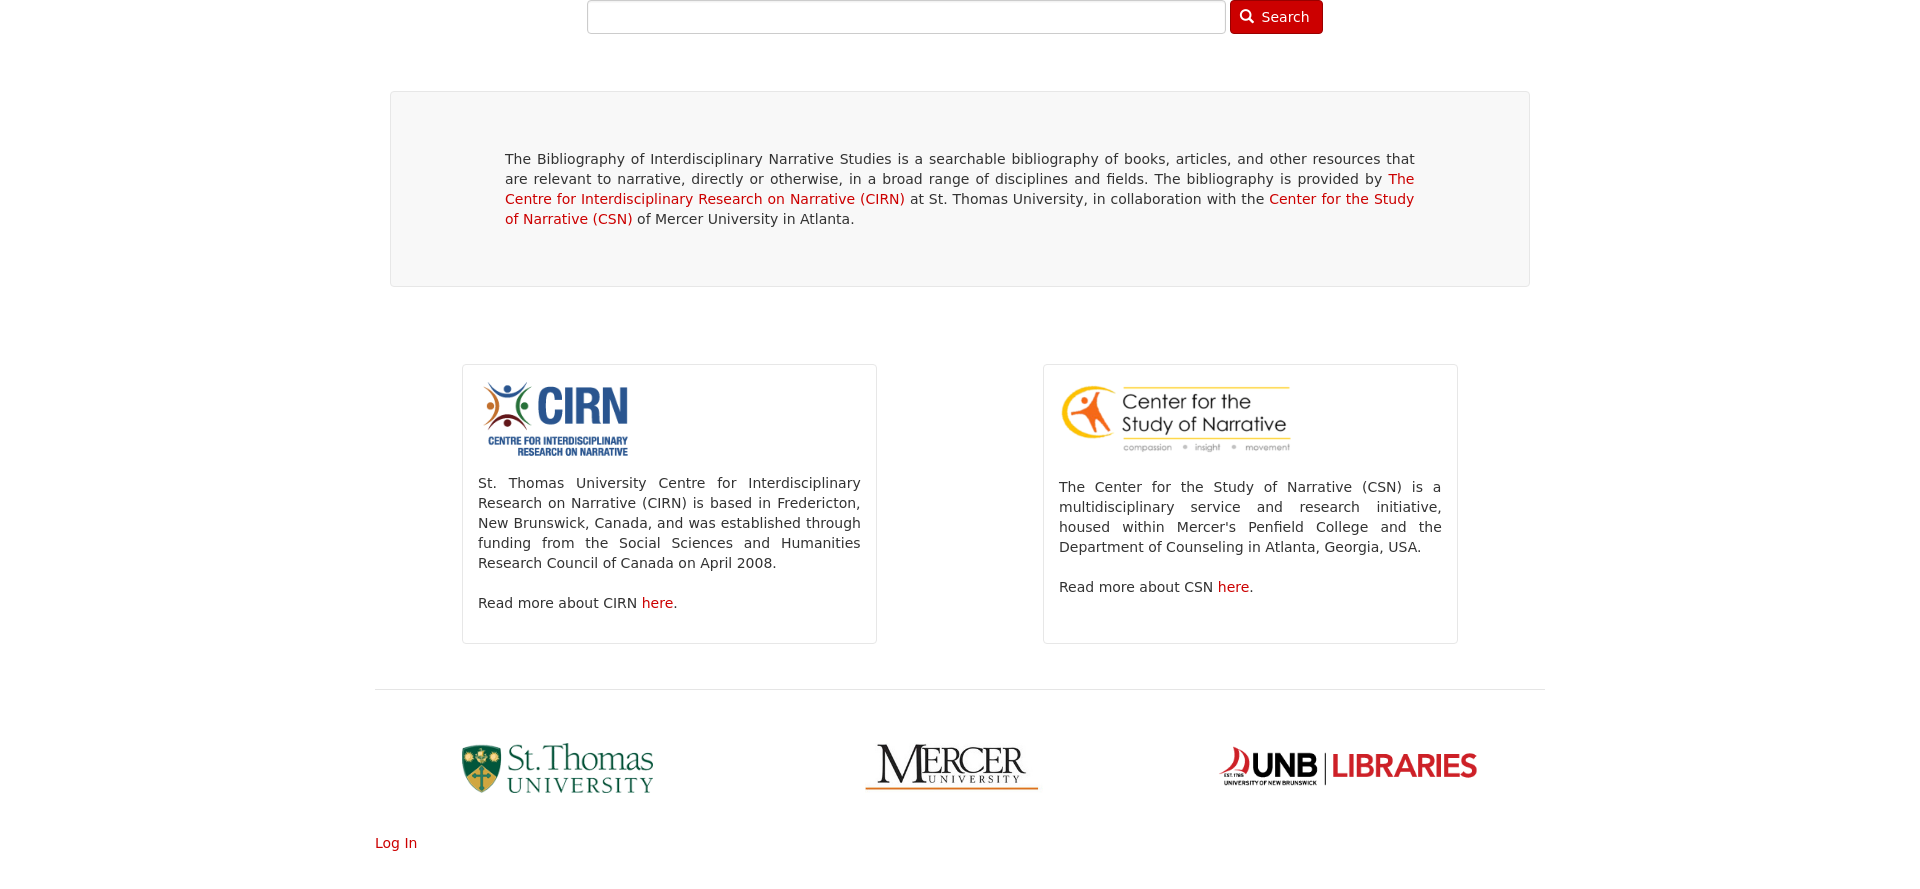 Search
The Bibliography of Interdisciplinary Narrative Studies is a searchable bibliography of books, articles, and other resources that
are relevant to narrative, directly or otherwise, in a broad range of disciplines and fields. The bibliography is provided by The
Centre for Interdisciplinary Research on Narrative (CIRN) at St. Thomas University, in collaboration with the Center for the Study
of Narrative (CSN) of Mercer University in Atlanta.
CIRN
CENTRE FOR INTERDISCIPLINARY
RESEARCH ON NARRATIVE
St. Thomas University Centre for Interdisciplinary
Research on Narrative (CIRN) is based in Fredericton,
New Brunswick, Canada, and was established through
funding from the Social Sciences and Humanities
Research Council of Canada on April 2008.
Read more about CIRN here.
Center for the
Study of Narrative
compassion • insight • movement
The Center for the Study of Narrative (CSN) is a
multidisciplinary service and research initiative,
housed within Mercer's Penfield College and the
Department of Counseling in Atlanta, Georgia, USA.
Read more about CSN here.
St. Thomas
UNIVERSITY
MERCER
UNIVERSITY
EST. 1785 UNB LIBRARIES
UNIVERSITY OF NEW BRUNSWICK
Log In